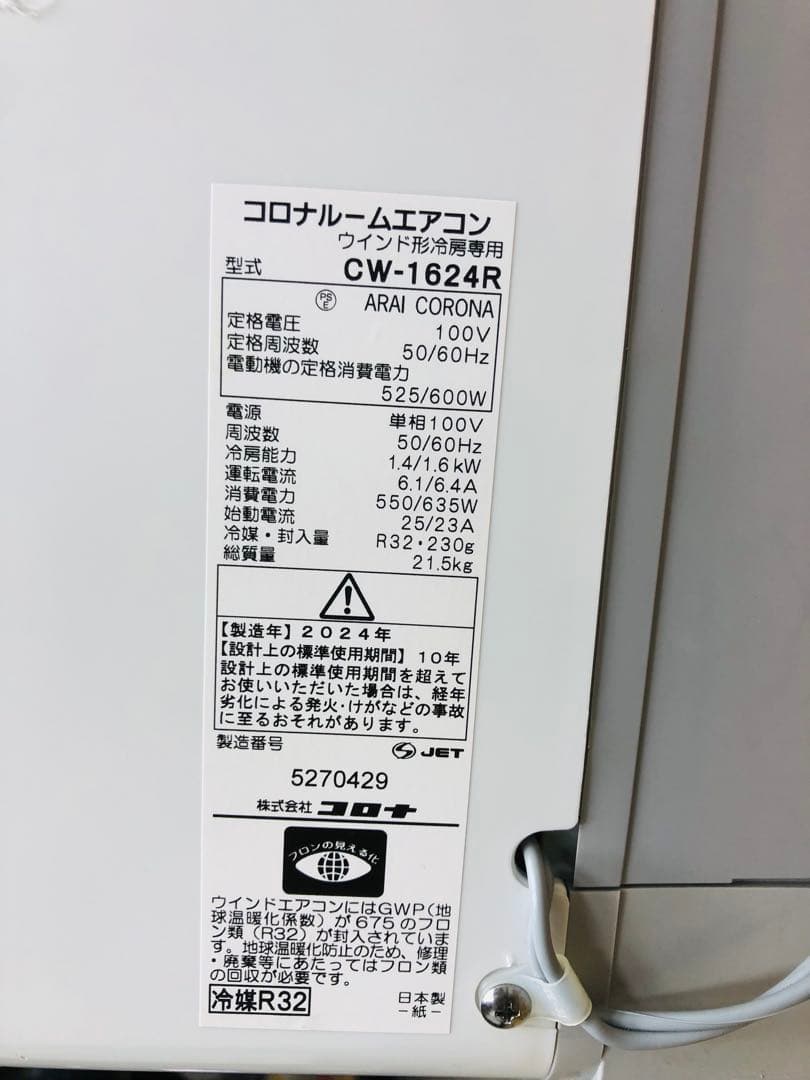 コロナルームエアコン
ウインド形冷房専用
型式 CW-1624R
PSE ARAI CORONA
定格電圧 100V
定格周波数 50/60Hz
電動機の定格消費電力
525/600W
電源 単相100V
周波数 50/60Hz
冷房能力 1.4/1.6kW
運転電流 6.1/6.4A
消費電力 550/635W
始動電流 25/23A
冷媒・封入量 R32・230g
総質量 21.5kg
【製造年】2024年
【設計上の標準使用期間】10年
設計上の標準使用期間を超えて
お使いいただいた場合は、経年
劣化による発火・けがなどの事故
に至るおそれがあります。
製造番号 JET
5270429
株式会社 コロナ
フロンの見える化
ウインドエアコンにはGWP(地
球温暖化係数)が675のフロ
ン類(R32)が封入されていま
す。地球温暖化防止のため、修理
・廃棄等にあたってはフロン類
の回収が必要です。
冷媒R32 日本製
-紙-